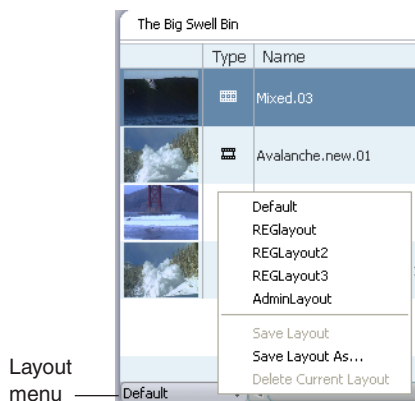 The Big Swell Bin
Type Name
Mixed.03
Avalanche.new.01
Default
REGlayout
REGLayout2
REGLayout3
AdminLayout
Save Layout
Save Layout As...
Delete Current Layout
Layout
menu
Default